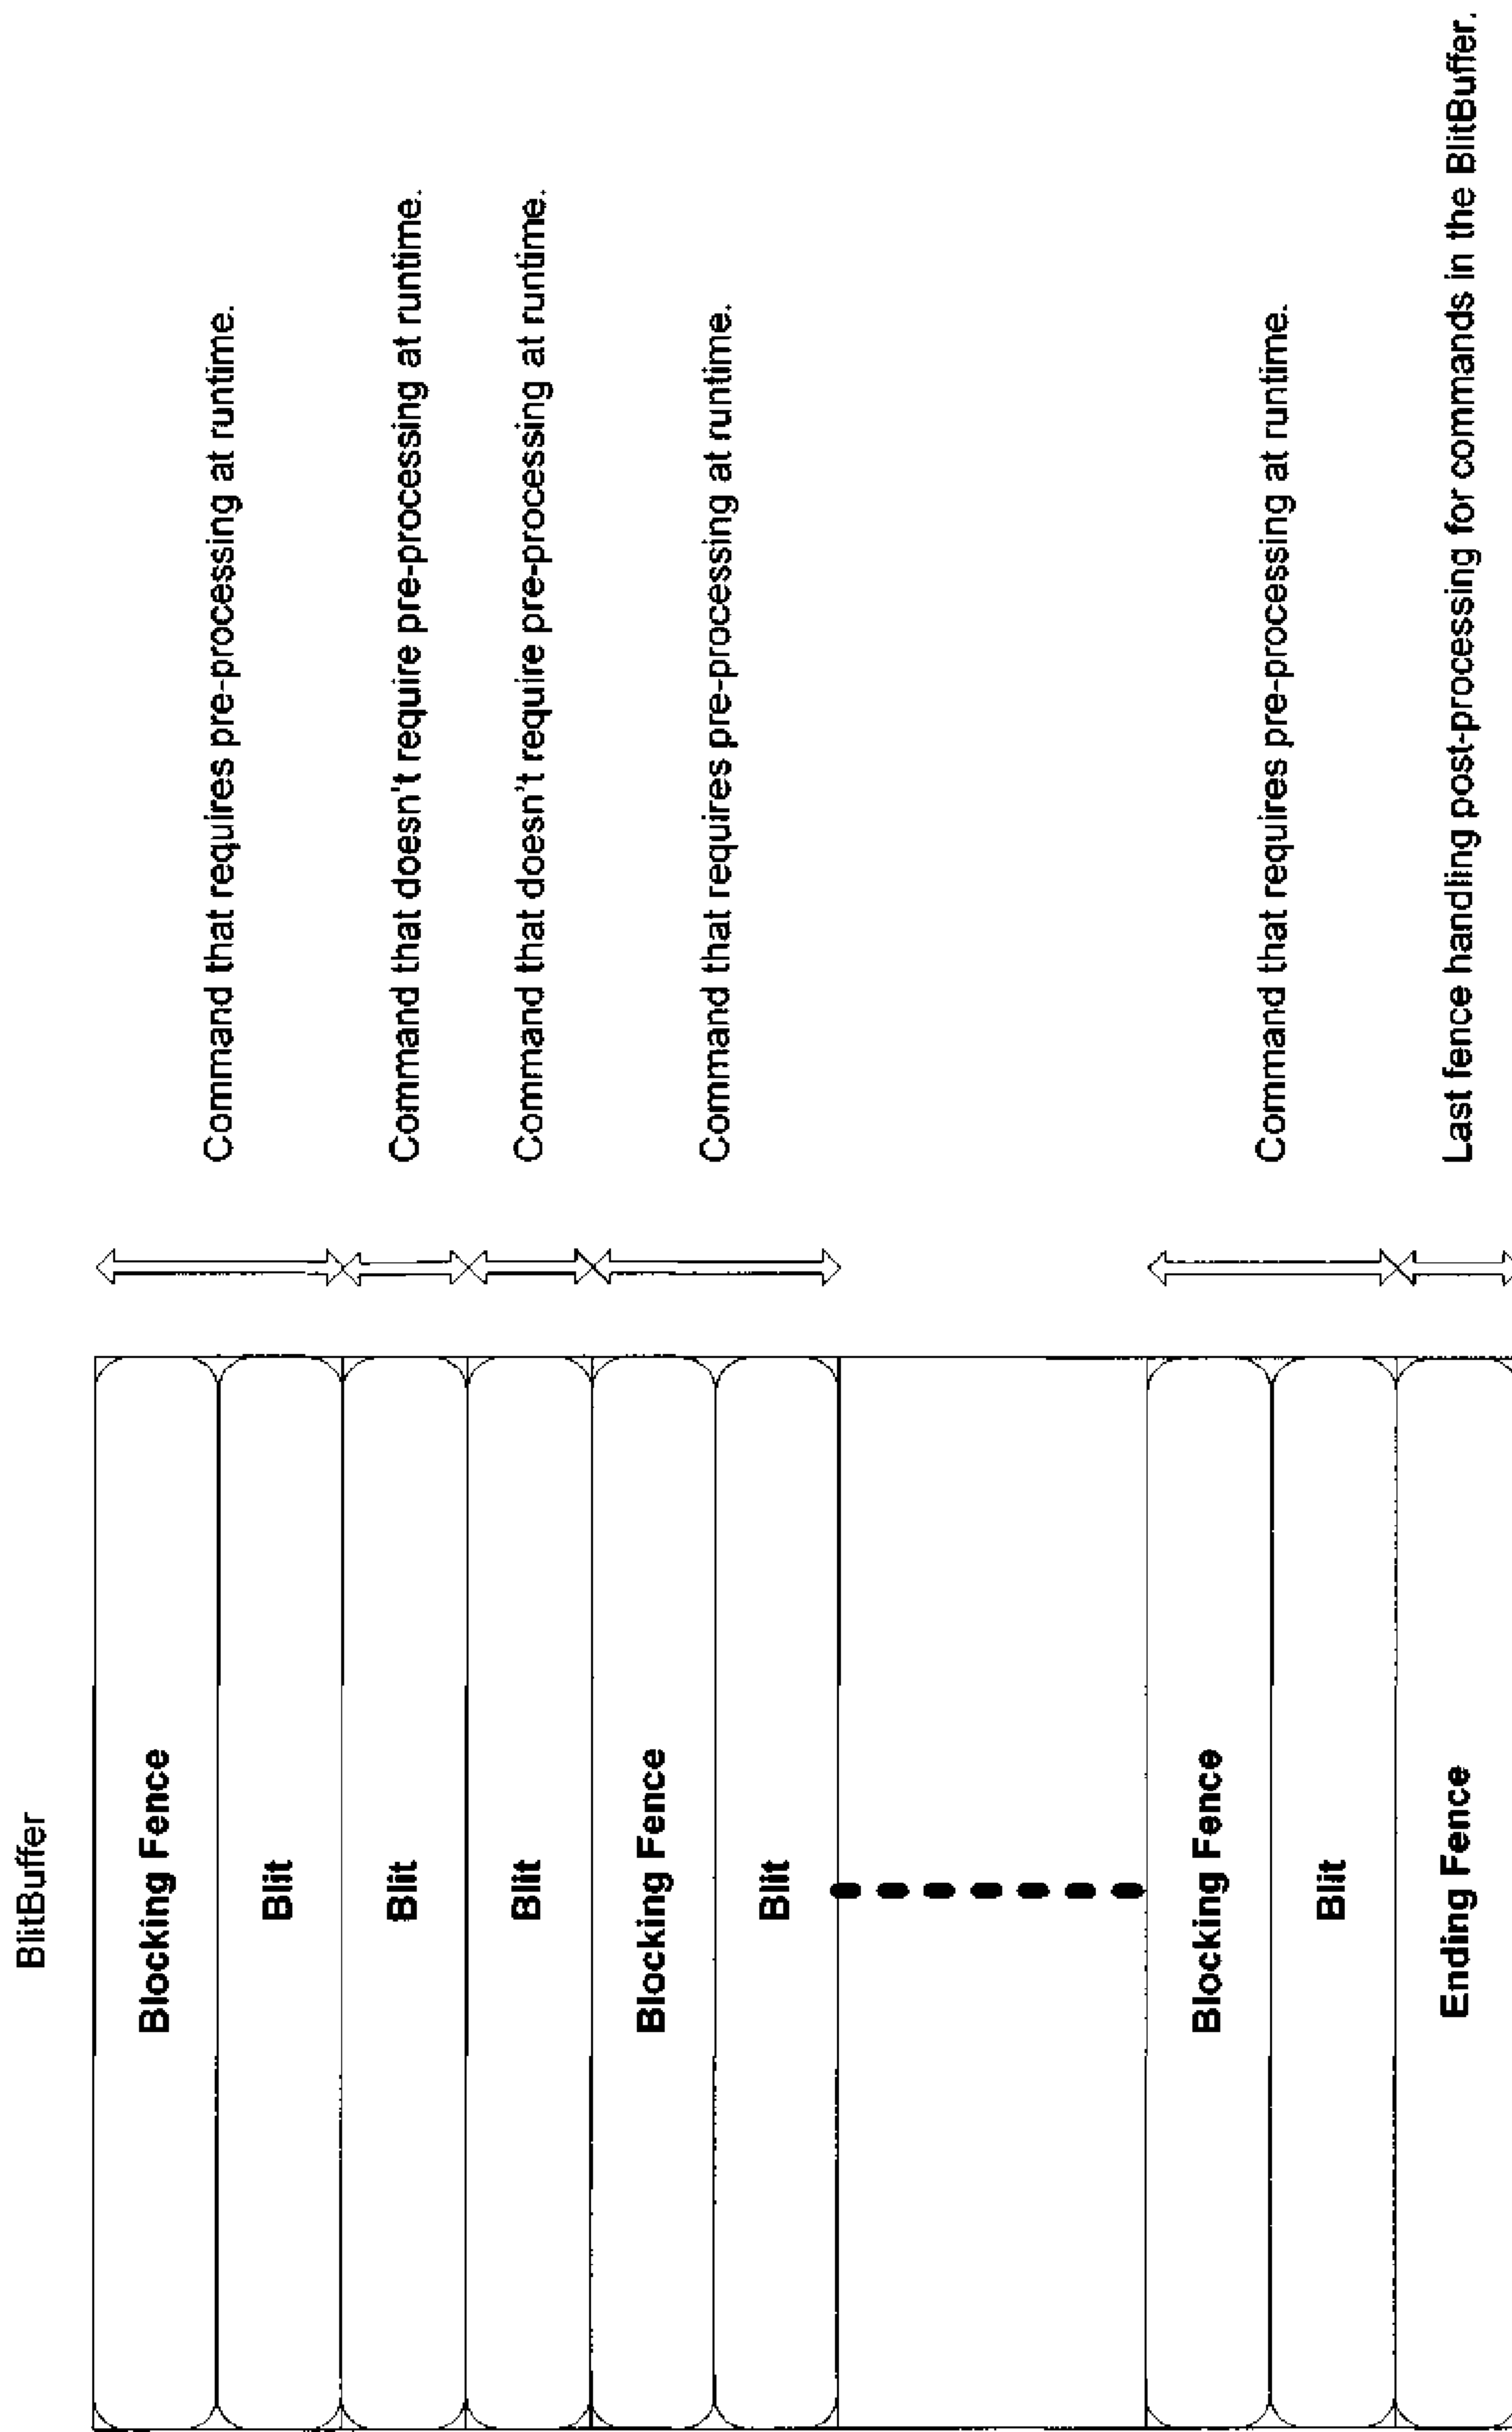 BlitBuffer
Blocking Fence
Blit
Command that requires pre-processing at runtime.
Blit
Command that doesn't require pre-processing at runtime.
Blit
Command that doesn't require pre-processing at runtime.
Blocking Fence
Blit
Command that requires pre-processing at runtime.
Blocking Fence
Blit
Command that requires pre-processing at runtime.
Ending Fence
Last fence handling post-processing for commands in the BlitBuffer.